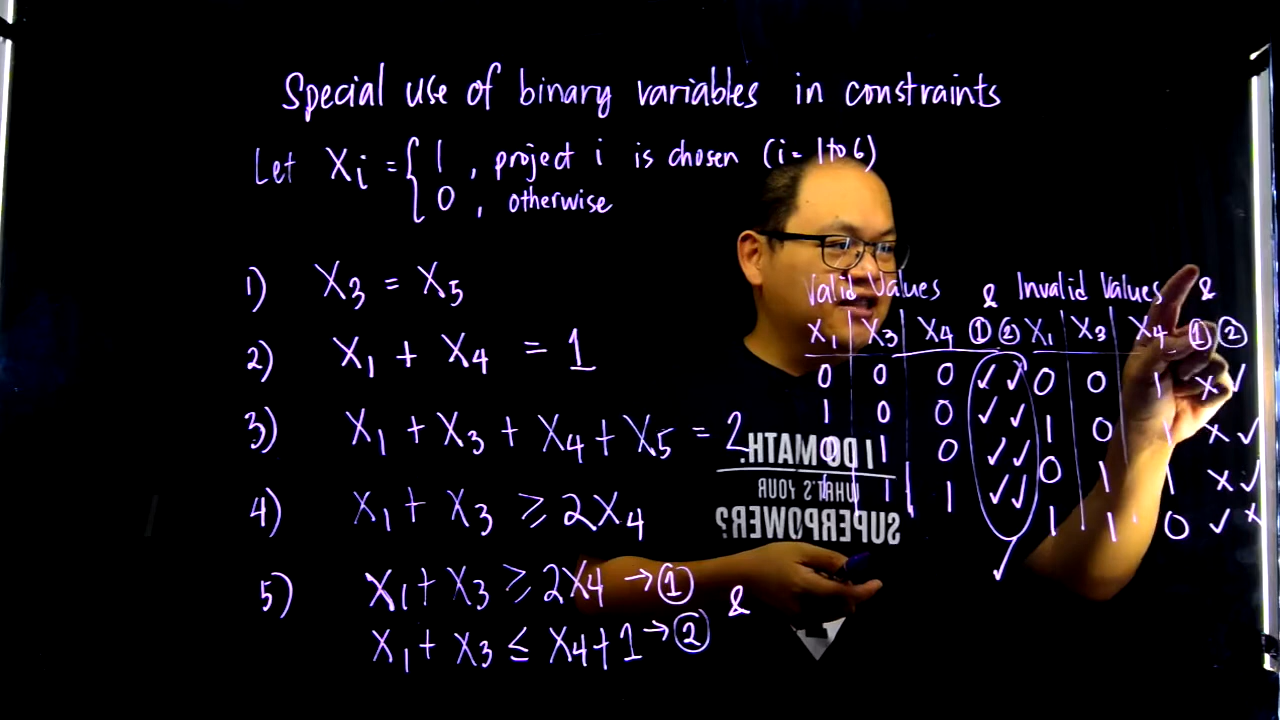 Special use of binary variables in constraints
Let Xi = { 1 , project i is chosen (i = 1 to 6)
0 , otherwise
1) X3 = X5
2) X1 + X4 = 1
3) X1 + X3 + X4 + X5 = 2
4) X1 + X3 ≥ 2X4
5) X1 + X3 ≥ 2X4 → ①
&
X1 + X3 ≤ X4 + 1 → ②
Valid Values & Invalid Values &
X1 X3 X4 ① ② X1 X3 X4 ① ②
0 0 0 ✓ ✓ 0 0 1 x ✓
1 0 0 ✓ ✓ 1 0 1 x ✓
0 1 0 ✓ ✓ 0 1 1 x ✓
1 1 1 ✓ ✓ 1 1 0 ✓ x
✓
I DO MATH.
WHAT'S YOUR
SUPERPOWER?